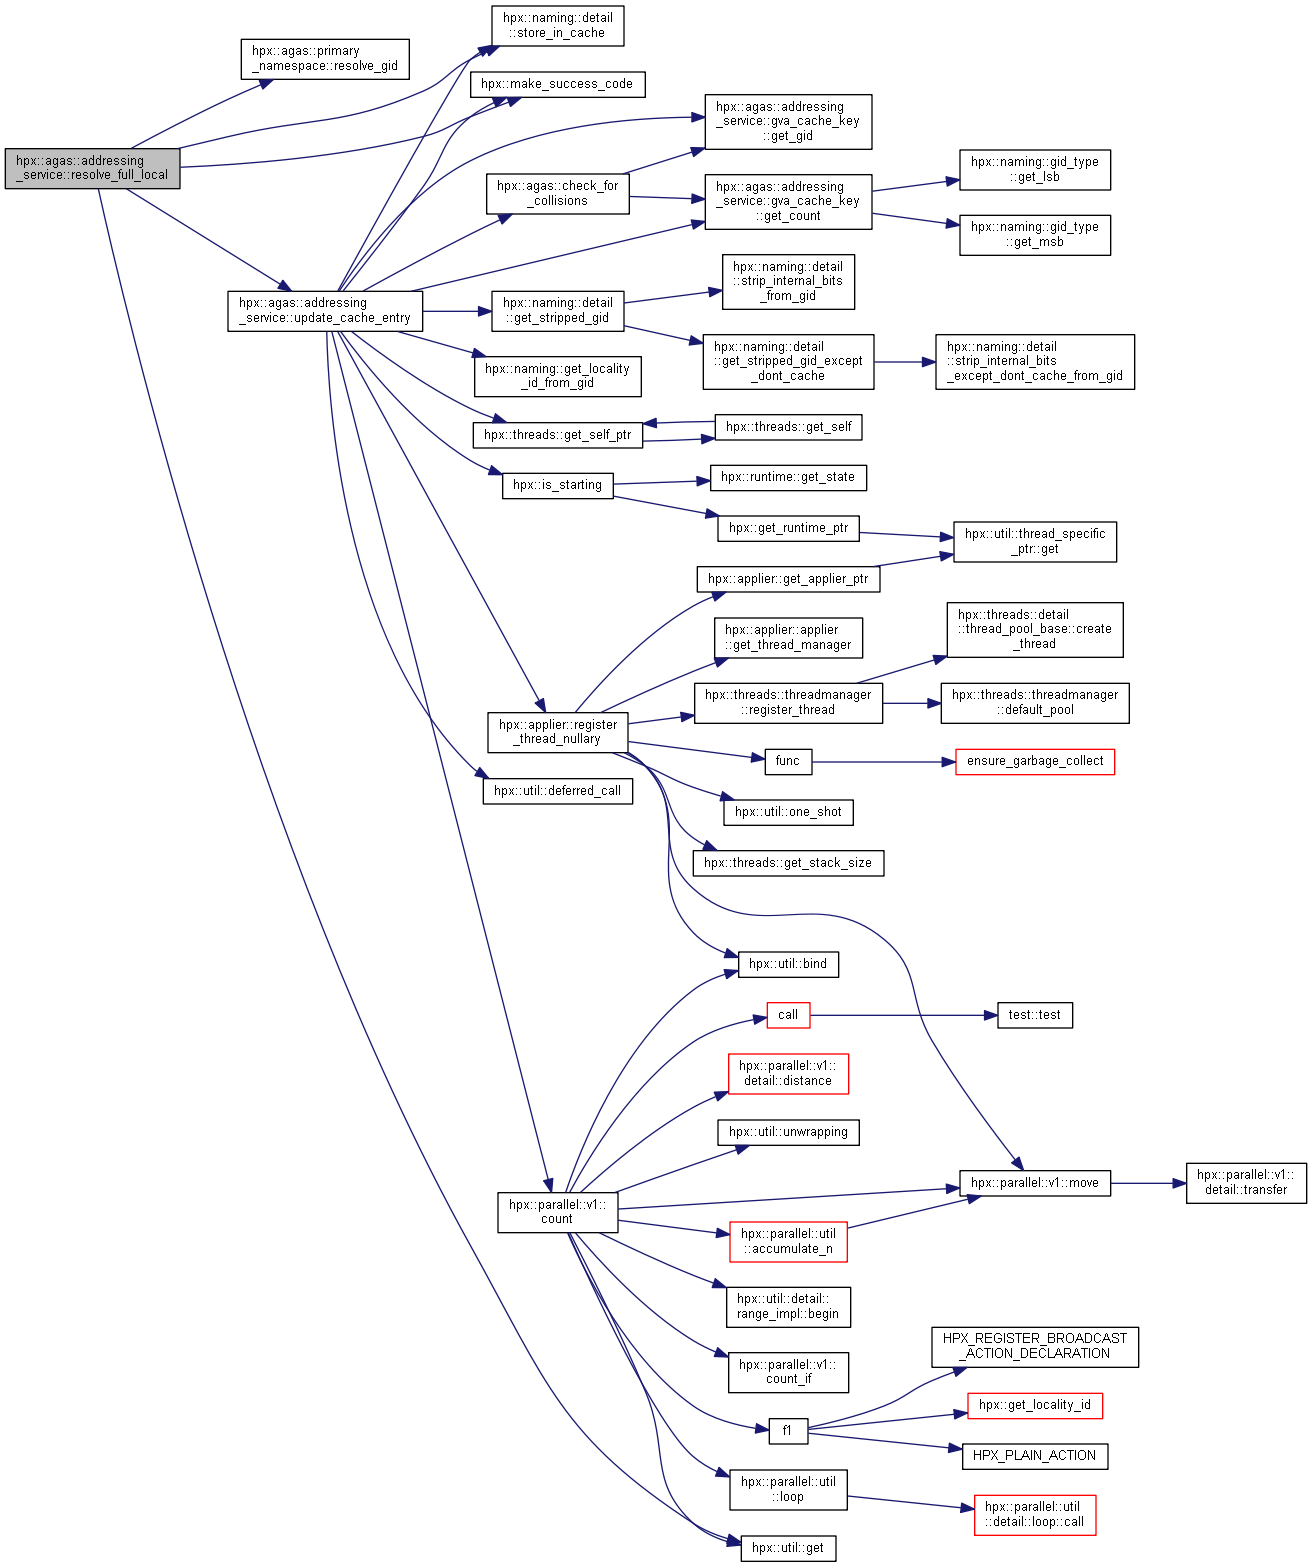 hpx::naming::detail
::store_in_cache
hpx::agas::primary
_namespace::resolve_gid
hpx::make_success_code
hpx::agas::addressing
_service::gva_cache_key
::get_gid
hpx::agas::addressing
_service::resolve_full_local
hpx::agas::check_for
_collisions
hpx::agas::addressing
_service::gva_cache_key
::get_count
hpx::naming::gid_type
::get_lsb
hpx::naming::gid_type
::get_msb
hpx::naming::detail
::strip_internal_bits
_from_gid
hpx::agas::addressing
_service::update_cache_entry
hpx::naming::detail
::get_stripped_gid
hpx::naming::detail
::get_stripped_gid_except
_dont_cache
hpx::naming::detail
::strip_internal_bits
_except_dont_cache_from_gid
hpx::naming::get_locality
_id_from_gid
hpx::threads::get_self_ptr
hpx::threads::get_self
hpx::is_starting
hpx::runtime::get_state
hpx::get_runtime_ptr
hpx::util::thread_specific
_ptr::get
hpx::applier::get_applier_ptr
hpx::applier::applier
::get_thread_manager
hpx::threads::detail
::thread_pool_base::create
_thread
hpx::threads::threadmanager
::register_thread
hpx::threads::threadmanager
::default_pool
hpx::applier::register
_thread_nullary
func
ensure_garbage_collect
hpx::util::deferred_call
hpx::util::one_shot
hpx::threads::get_stack_size
hpx::util::bind
call
test::test
hpx::parallel::v1::
detail::distance
hpx::util::unwrapping
hpx::parallel::v1::move
hpx::parallel::v1::
detail::transfer
hpx::parallel::v1::
count
hpx::parallel::util
::accumulate_n
hpx::util::detail::
range_impl::begin
hpx::parallel::v1::
count_if
HPX_REGISTER_BROADCAST
_ACTION_DECLARATION
hpx::get_locality_id
f1
HPX_PLAIN_ACTION
hpx::parallel::util
::loop
hpx::parallel::util
::detail::loop::call
hpx::util::get